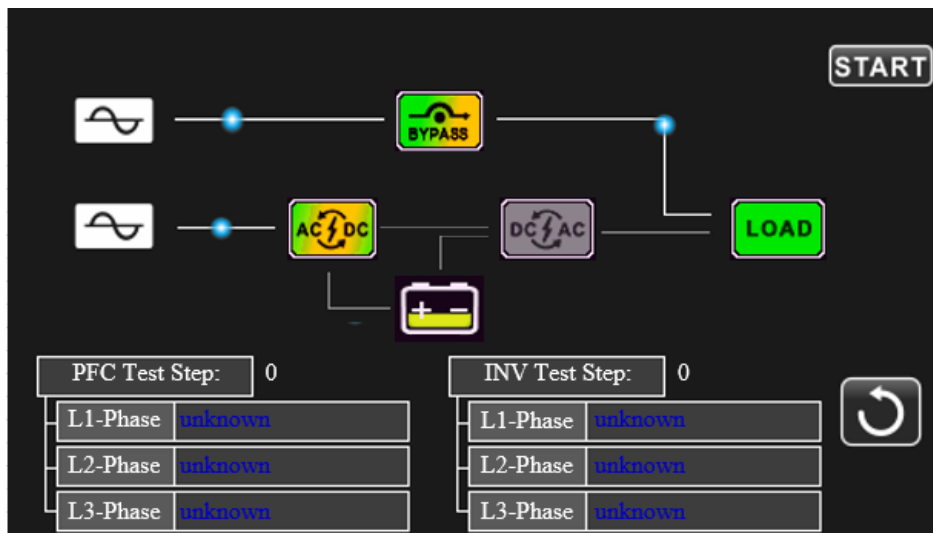 START
BYPASS
AC DC
DC AC
LOAD
+ -
PFC Test Step: 0
INV Test Step: 0
L1-Phase unknown
L1-Phase unknown
L2-Phase unknown
L2-Phase unknown
L3-Phase unknown
L3-Phase unknown